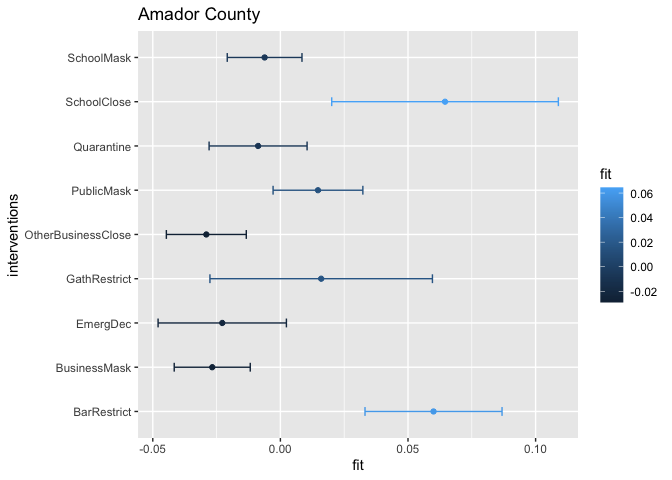 Amador County
interventions
SchoolMask
SchoolClose
Quarantine
PublicMask
OtherBusinessClose
GathRestrict
EmergDec
BusinessMask
BarRestrict
-0.05 0.00 0.05 0.10
fit
fit
0.06
0.04
0.02
0.00
-0.02